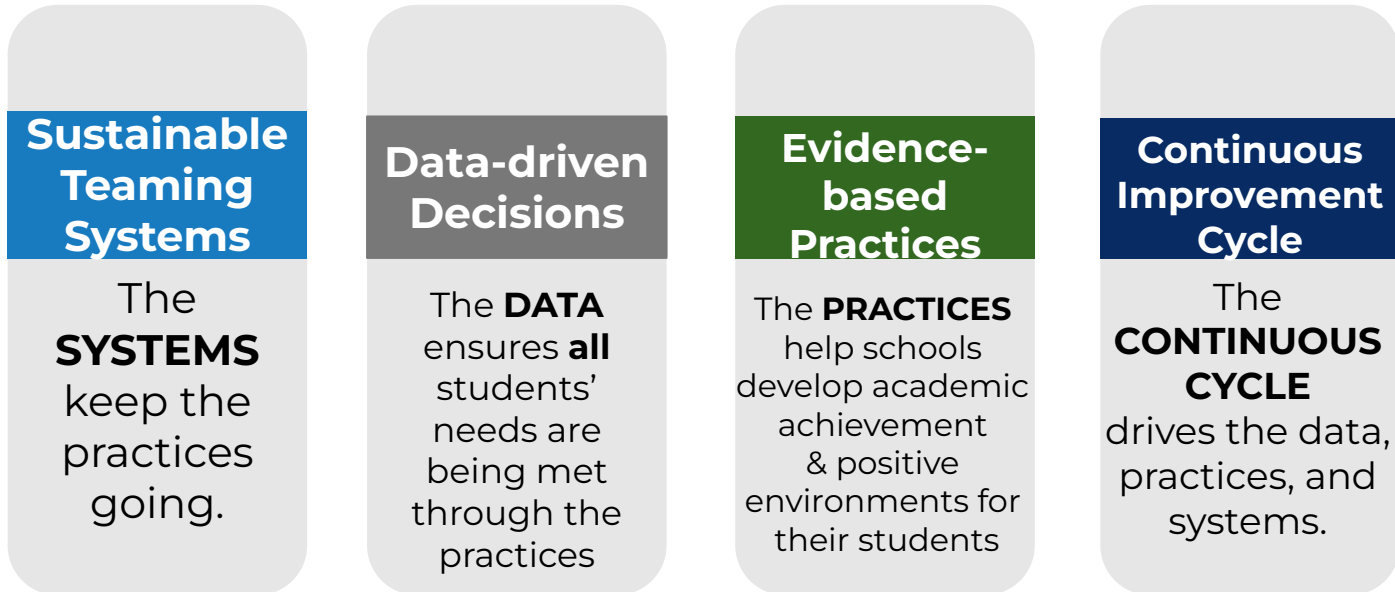 Sustainable
Teaming
Systems
The
SYSTEMS
keep the
practices
going.
Data-driven
Decisions
The DATA
ensures all
students’
needs are
being met
through the
practices
Evidence-
based
Practices
The PRACTICES
help schools
develop academic
achievement
& positive
environments for
their students
Continuous
Improvement
Cycle
The
CONTINUOUS
CYCLE
drives the data,
practices, and
systems.